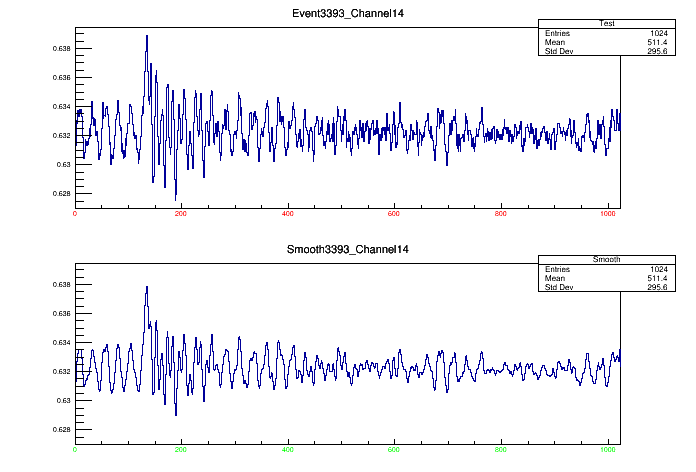 Event3393_Channel14
Test
Entries 1024
Mean 511.4
Std Dev 295.6
0.638
0.636
0.634
0.632
0.63
0.628
0 200 400 600 800 1000
Smooth3393_Channel14
Smooth
Entries 1024
Mean 511.4
Std Dev 295.6
0.638
0.636
0.634
0.632
0.63
0.628
0 200 400 600 800 1000